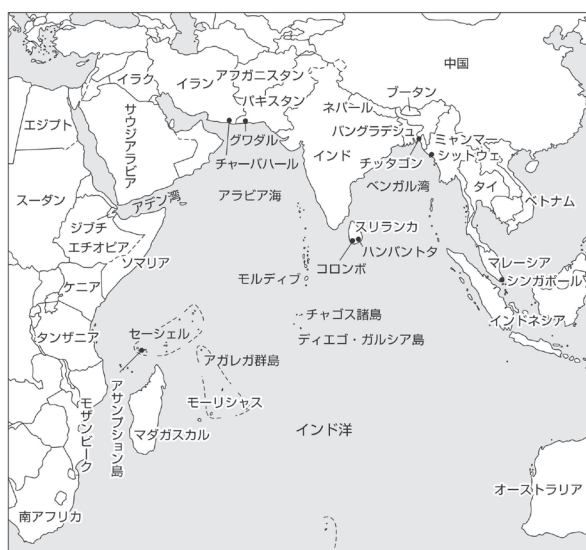 中国
イラク
イラン
アフガニスタン
パキスタン
ネパール
ブータン
エジプト
サウジアラビア
グワダル
チャーバハール
インド
バングラデシュ
チッタゴン
ミャンマー
シットウェ
スーダン
アデン湾
アラビア海
ベンガル湾
タイ
ベトナム
ジブチ
エチオピア
ソマリア
スリランカ
ハンバントタ
コロンボ
モルディブ
マレーシア
シンガポール
ケニア
チャゴス諸島
インドネシア
タンザニア
セーシェル
ディエゴ・ガルシア島
アガレガ群島
アサンプション島
モーリシャス
モザンビーク
マダガスカル
インド洋
オーストラリア
南アフリカ